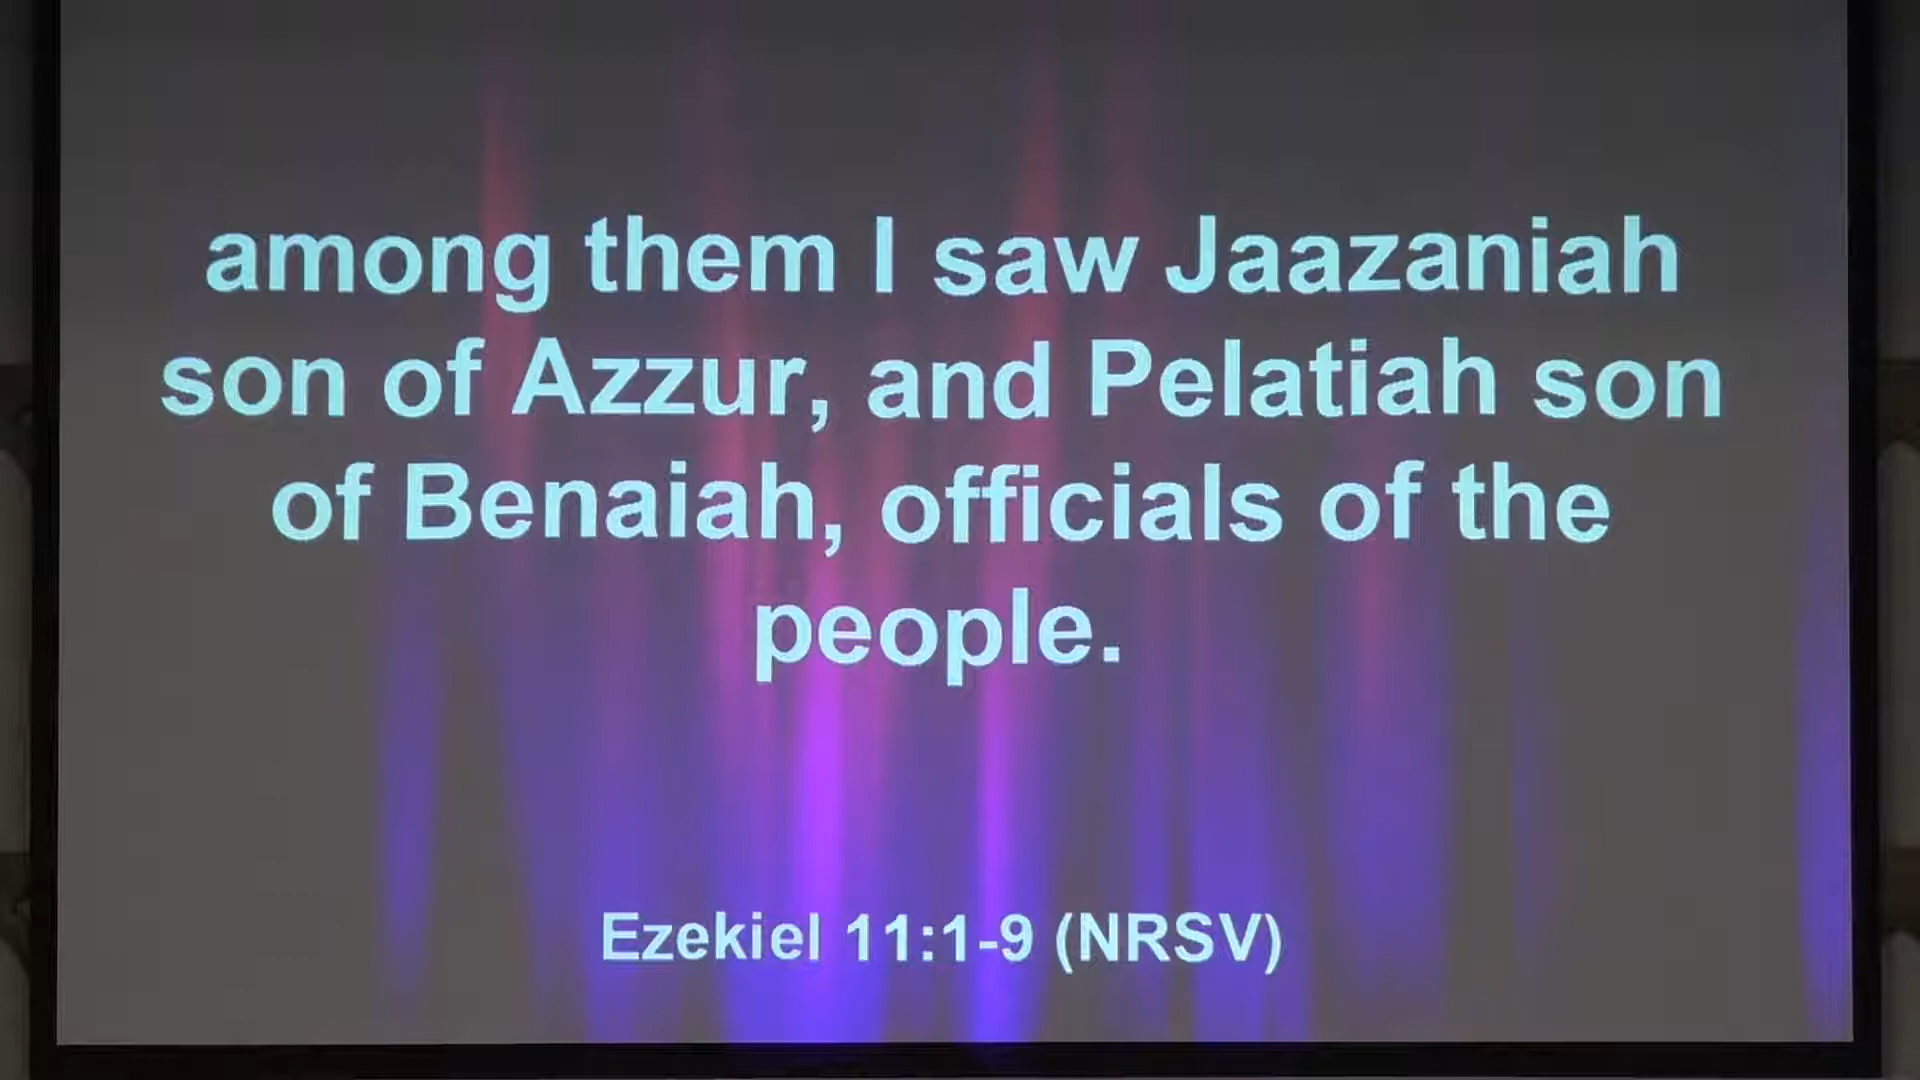 among them I saw Jaazaniah
son of Azzur, and Pelatiah son
of Benaiah, officials of the
people.
Ezekiel 11:1-9 (NRSV)